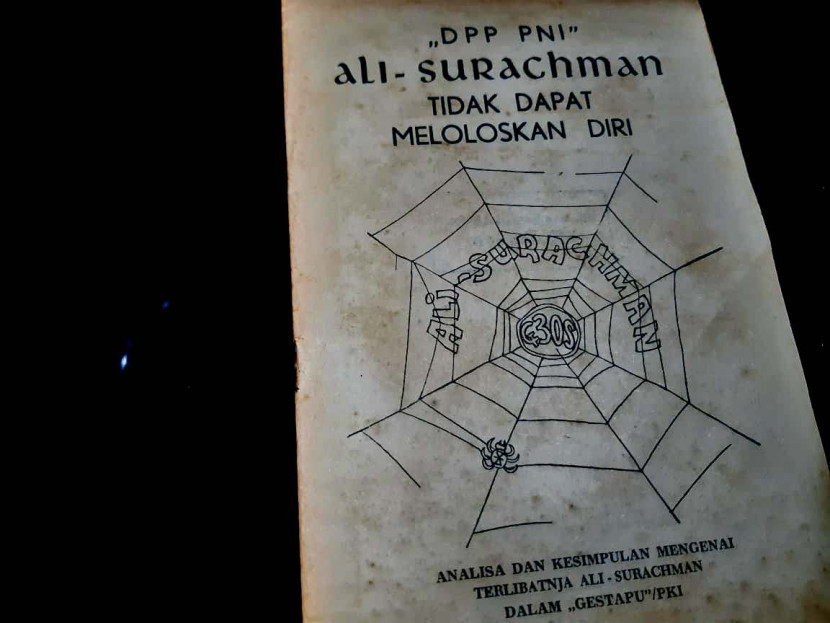 „DPP PNI”
ali-surachman
TIDAK DAPAT
MELOLOSKAN DIRI
ALI-SURACHMAN
G30S
ANALISA DAN KESIMPULAN MENGENAI
TERLIBATNJA ALI-SURACHMAN
DALAM „GESTAPU”/PKI